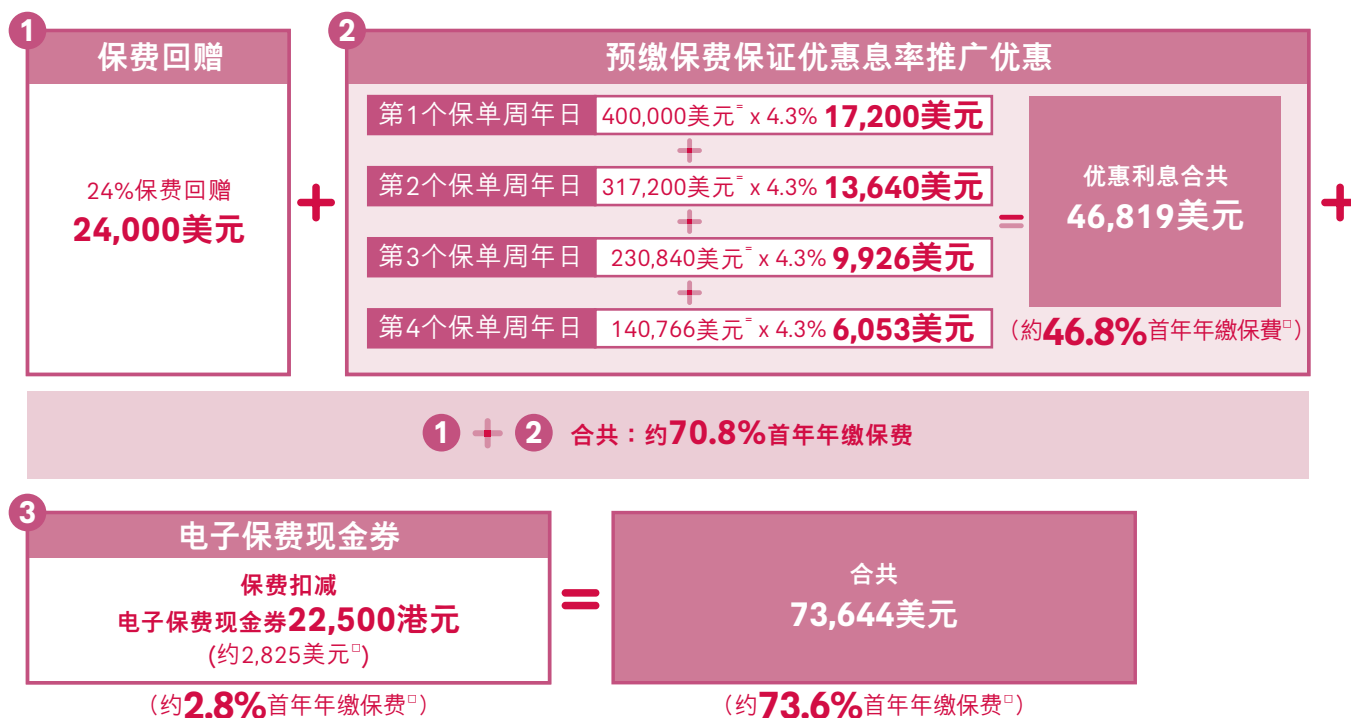 1
保费回赠
24%保费回赠
24,000美元
+
2
预缴保费保证优惠息率推广优惠
第1个保单周年日 400,000美元⁼ x 4.3% 17,200美元
+
第2个保单周年日 317,200美元⁼ x 4.3% 13,640美元
+
第3个保单周年日 230,840美元⁼ x 4.3% 9,926美元
+
第4个保单周年日 140,766美元⁼ x 4.3% 6,053美元
=
优惠利息合共
46,819美元
（約46.8%首年年繳保費□）
+
1 + 2 合共：约70.8%首年年缴保费
3
电子保费现金券
保费扣减
电子保费现金券22,500港元
(约2,825美元□)
（约2.8%首年年缴保费□）
=
合共
73,644美元
（约73.6%首年年缴保费□）